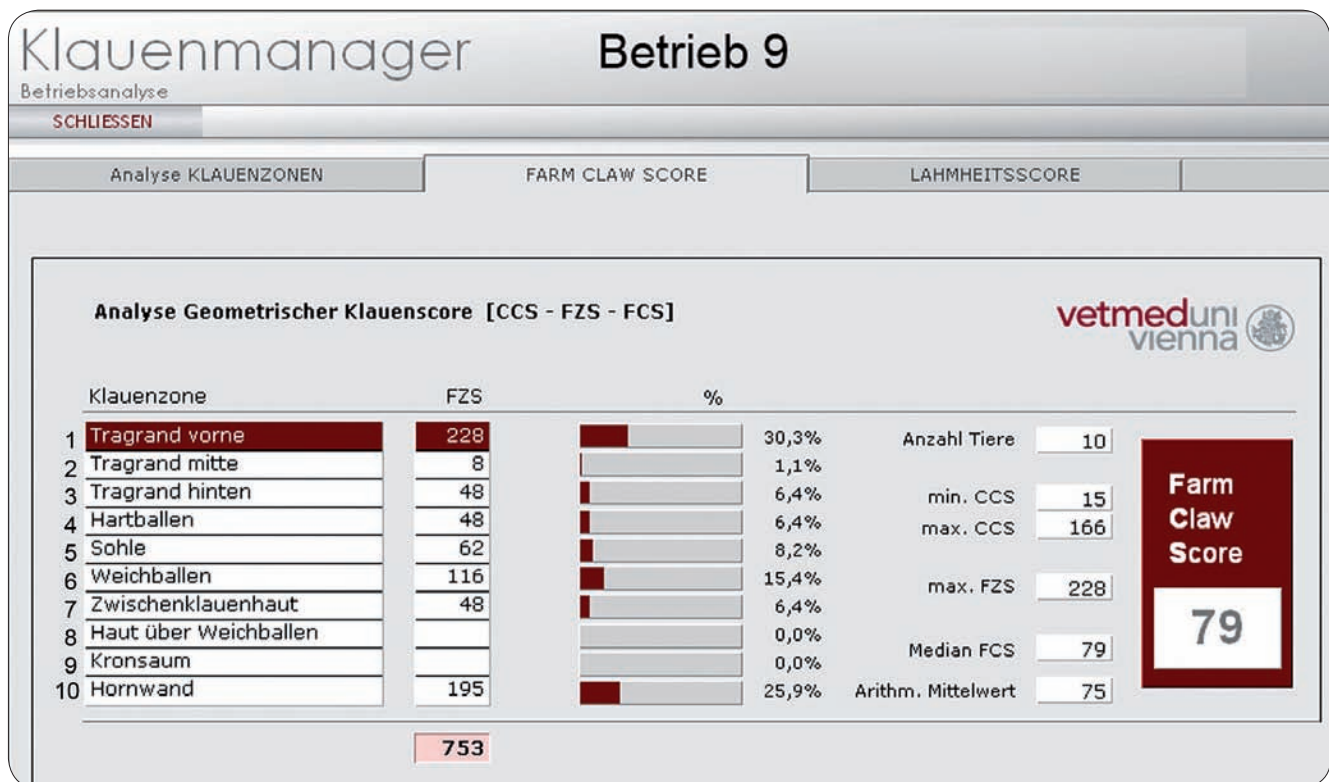 Klauenmanager Betrieb 9
Betriebsanalyse
SCHLIESSEN
Analyse KLAUENZONEN FARM CLAW SCORE LAHMHEITSSCORE
Analyse Geometrischer Klauenscore [CCS - FZS - FCS]
vetmeduni
vienna
Klauenzone FZS %
1 Tragrand vorne 228 30,3% Anzahl Tiere 10
2 Tragrand mitte 8 1,1%
3 Tragrand hinten 48 6,4% min. CCS 15
4 Hartballen 48 6,4% max. CCS 166
5 Sohle 62 8,2%
6 Weichballen 116 15,4% max. FZS 228
7 Zwischenklauenhaut 48 6,4%
8 Haut über Weichballen 0,0%
9 Kronsaum 0,0% Median FCS 79
10 Hornwand 195 25,9% Arithm. Mittelwert 75
Farm
Claw
Score
79
753